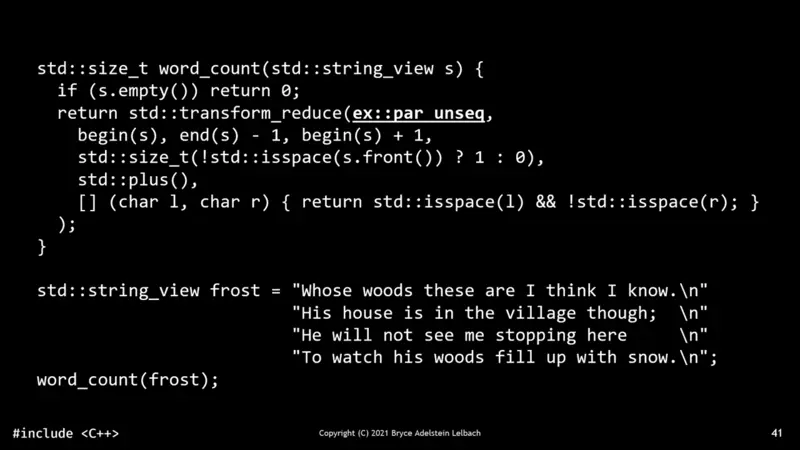 std::size_t word_count(std::string_view s) {
  if (s.empty()) return 0;
  return std::transform_reduce(ex::par_unseq,
    begin(s), end(s) - 1, begin(s) + 1,
    std::size_t(!std::isspace(s.front()) ? 1 : 0),
    std::plus(),
    [] (char l, char r) { return std::isspace(l) && !std::isspace(r); }
  );
}
std::string_view frost = "Whose woods these are I think I know.\n"
                         "His house is in the village though;  \n"
                         "He will not see me stopping here     \n"
                         "To watch his woods fill up with snow.\n";
word_count(frost);
#include <C++>
Copyright (C) 2021 Bryce Adelstein Lelbach
41